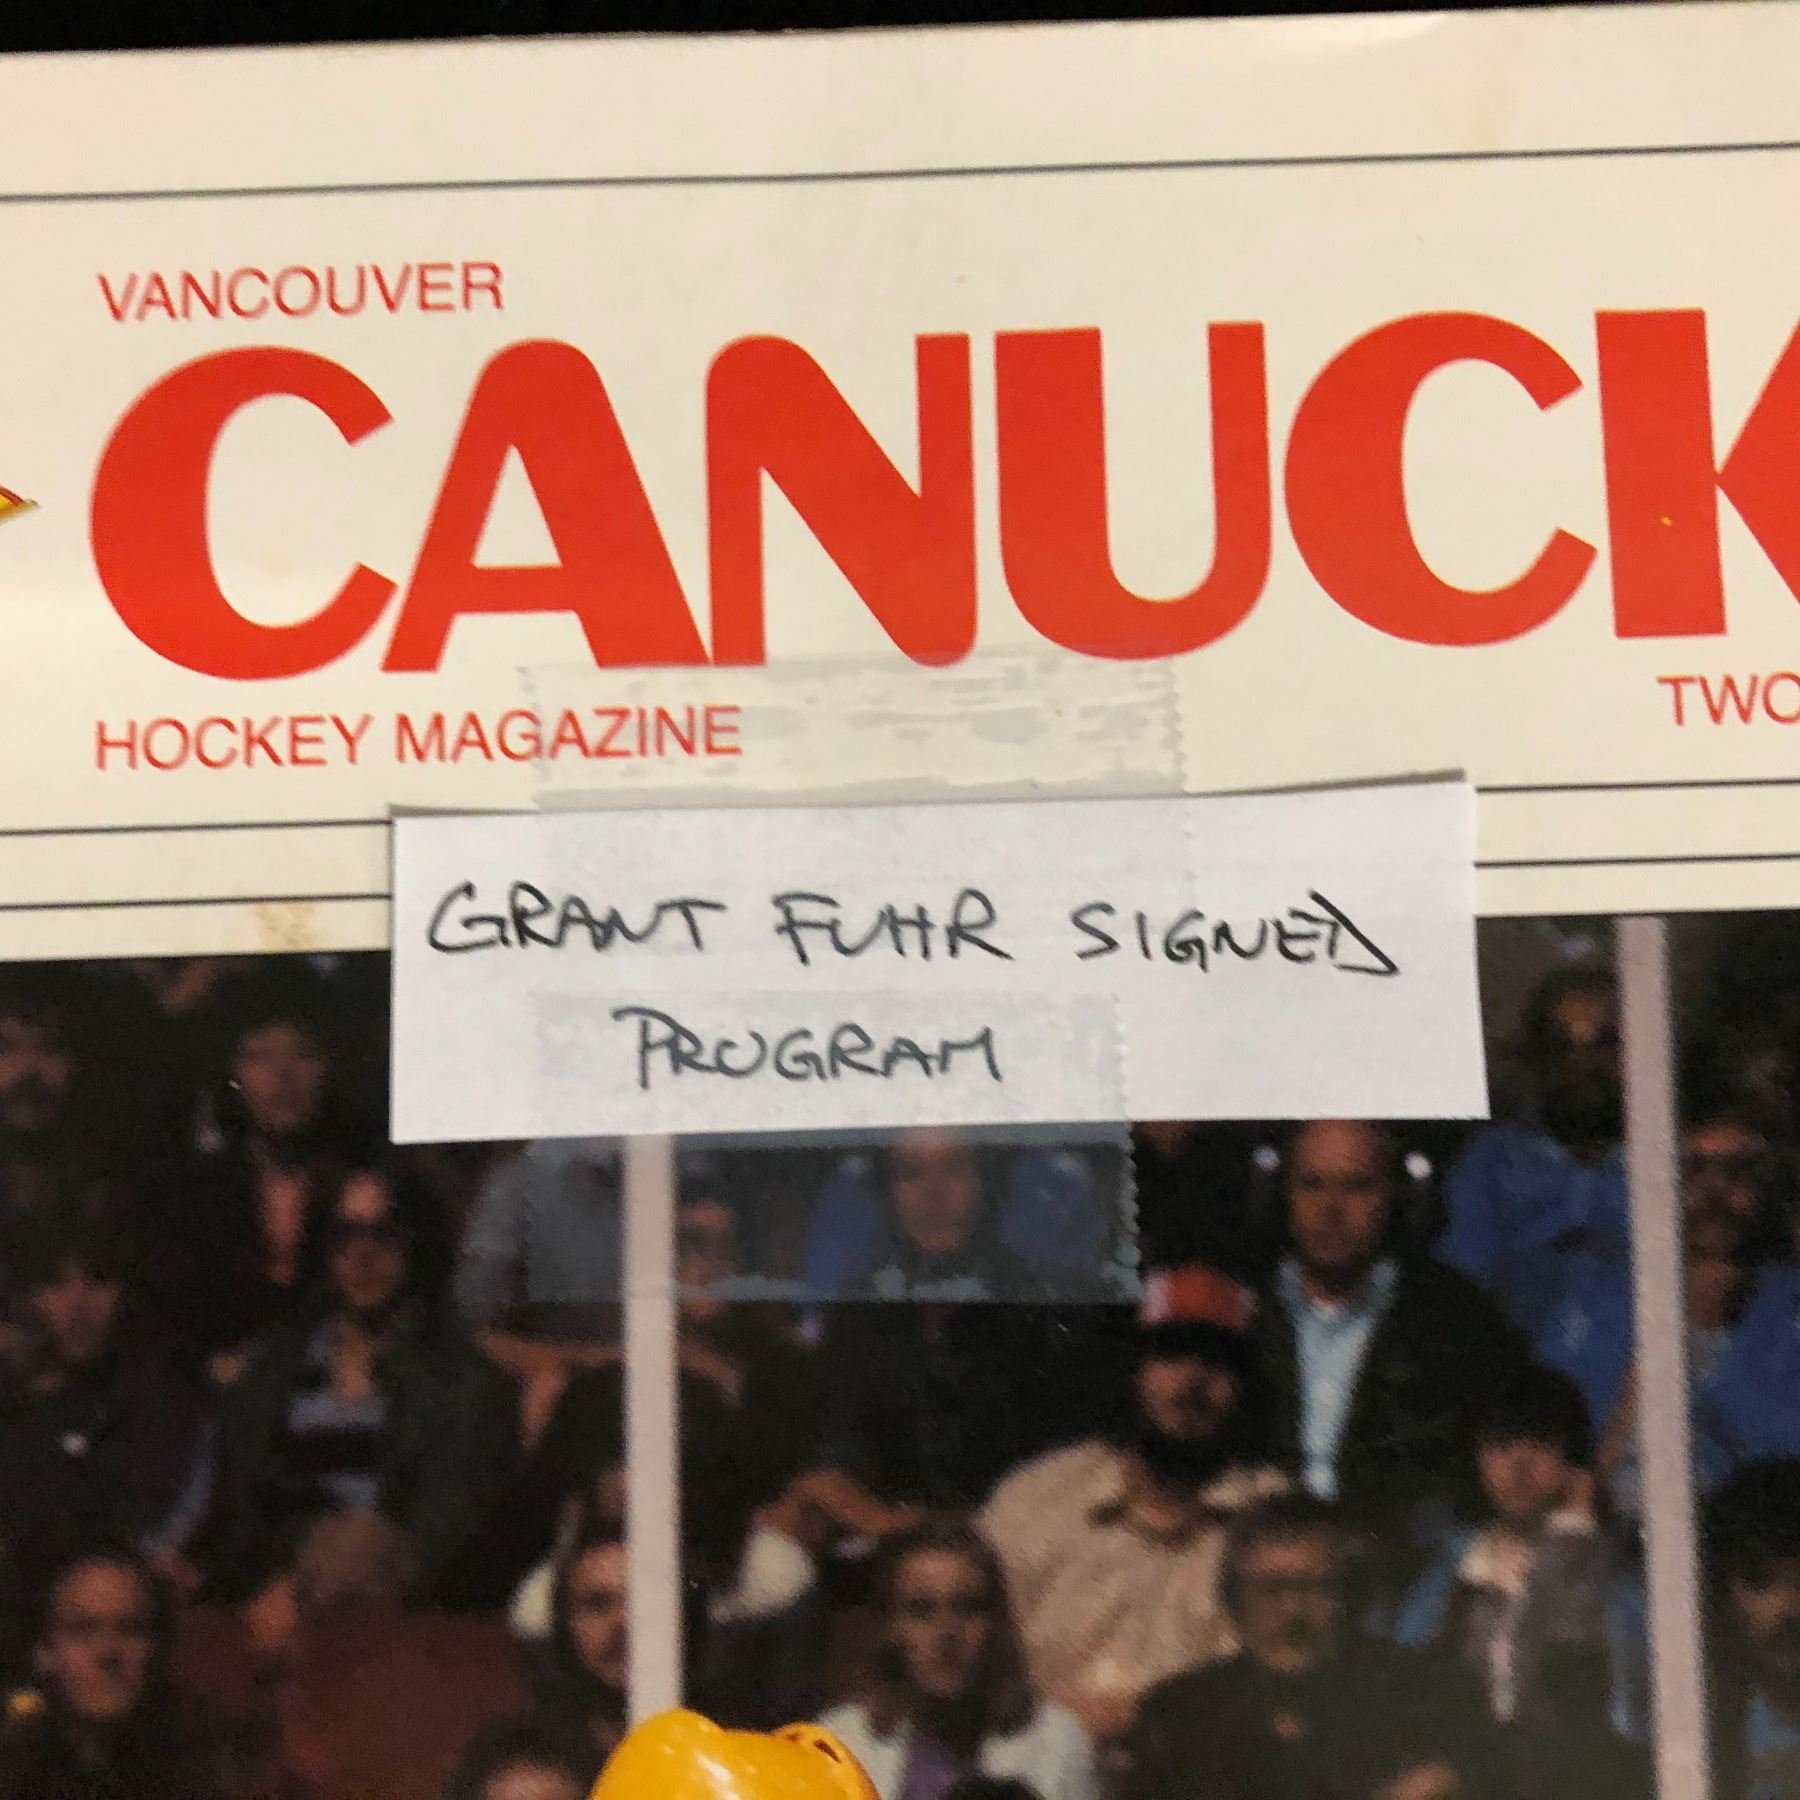 VANCOUVER
CANUCK
HOCKEY MAGAZINE
TWO
GRANT FUHR SIGNED
PROGRAM